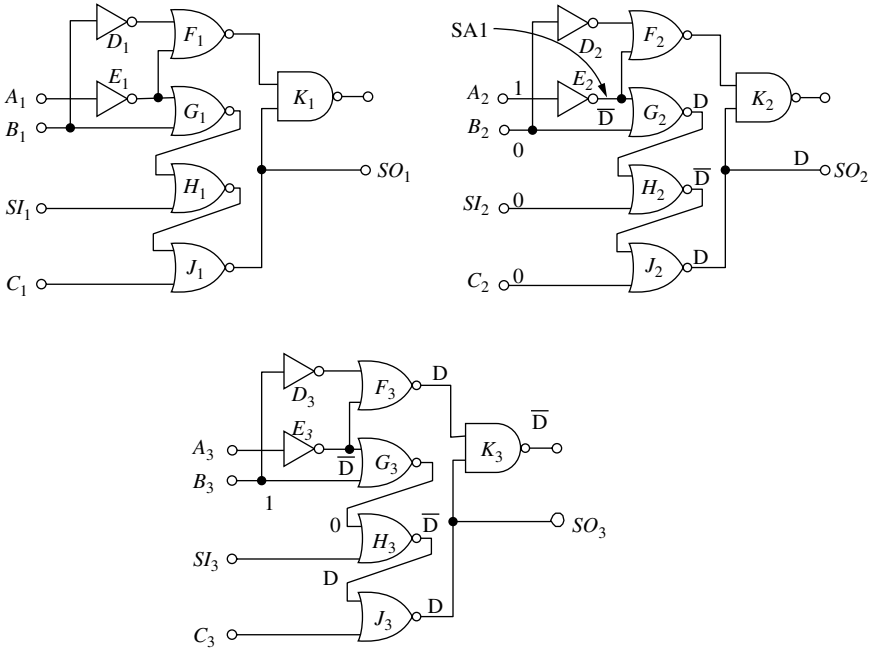 D₁
F₁
E₁
A₁
K₁
G₁
B₁
SO₁
H₁
SI₁
J₁
C₁
SA1
D₂
F₂
E₂
A₂ 1
D̅
G₂ D
K₂
B₂
0
D SO₂
H₂ D̅
SI₂ 0
J₂ D
C₂ 0
D₃
F₃ D
D̅
E₃
A₃
K₃
D̅
G₃
B₃
1
0
D̅
SO₃
H₃
SI₃
D
J₃ D
C₃